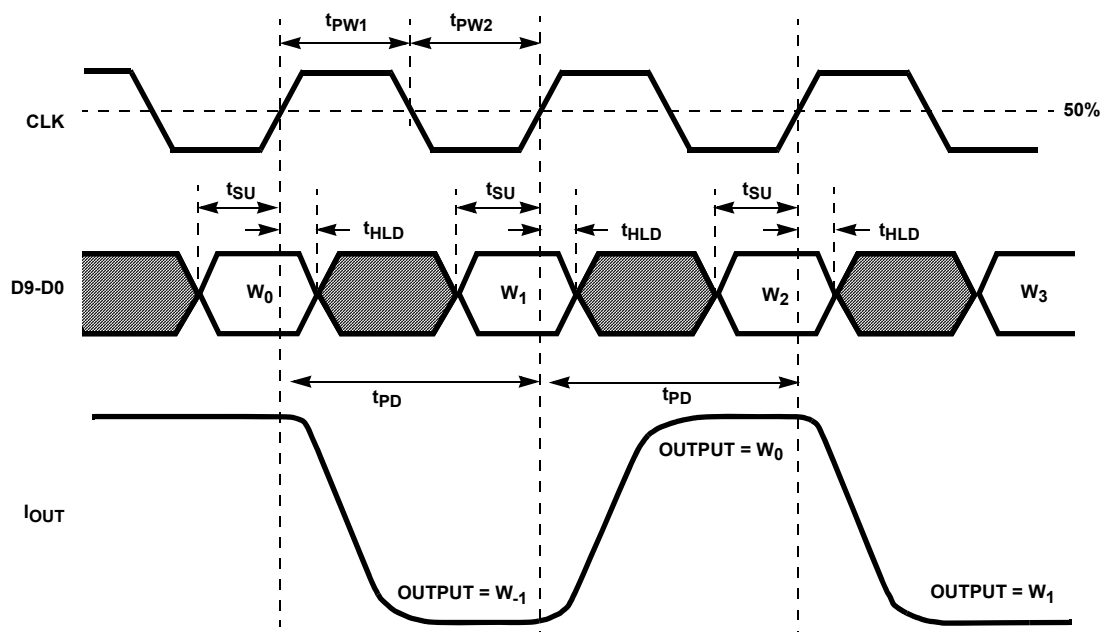 tPW1 tPW2
CLK 50%
tSU tSU tSU
tHLD tHLD tHLD
D9-D0 W0 W1 W2 W3
tPD tPD
OUTPUT = W0
IOUT
OUTPUT = W-1 OUTPUT = W1